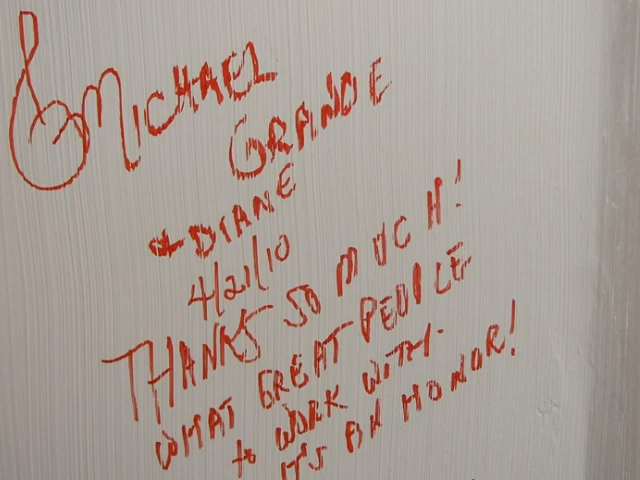 MICHAEL
GRANDE
& DIANE
4/21/10
THANKS SO MUCH!
WHAT GREAT PEOPLE
to WORK WITH.
IT'S AN HONOR!